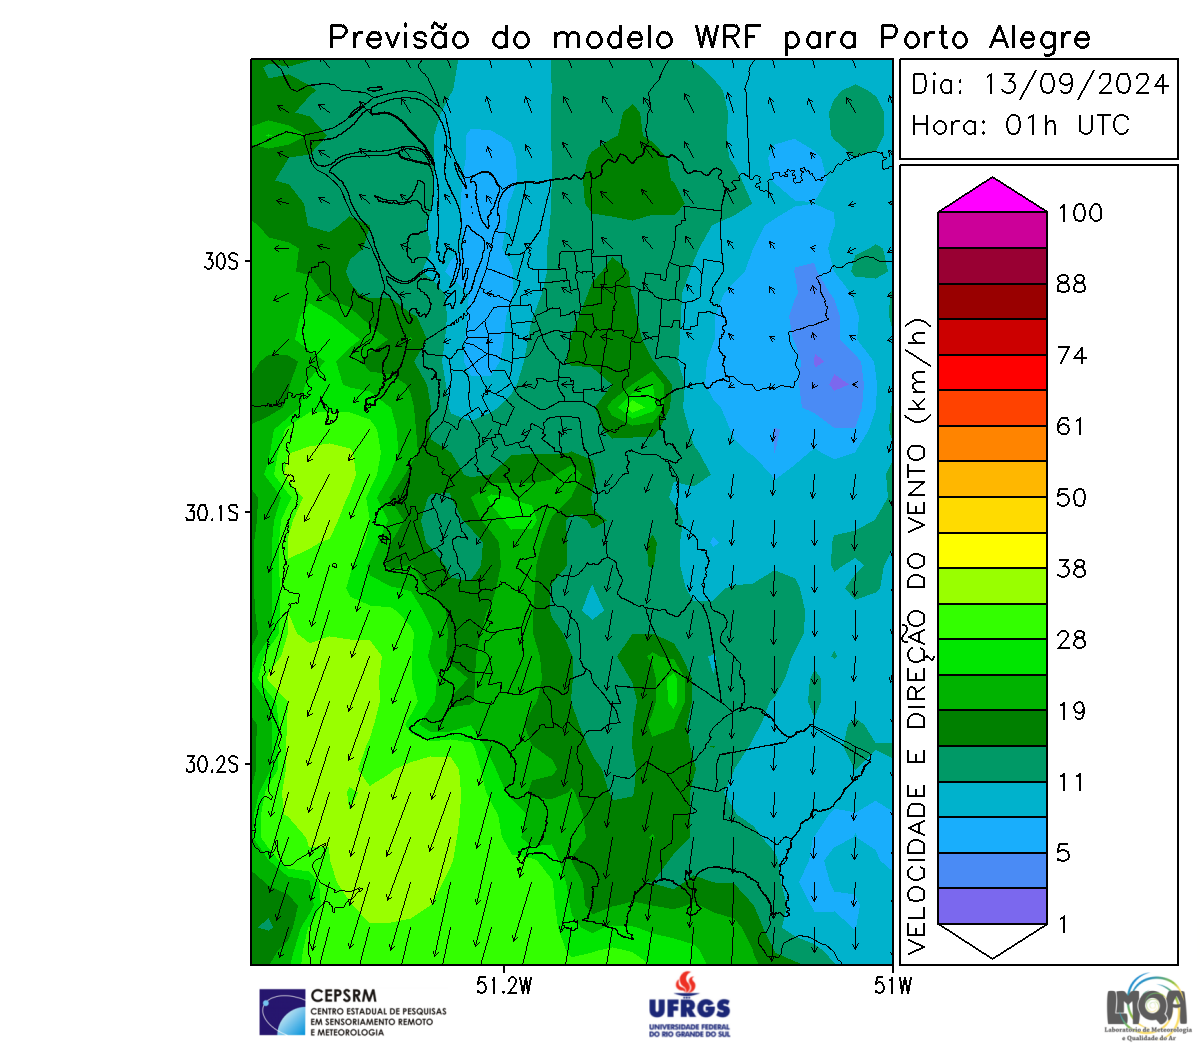 Previsão do modelo WRF para Porto Alegre
Dia: 13/09/2024
Hora: 01h UTC
100
88
74
61
50
38
28
19
11
5
1
VELOCIDADE E DIREÇÃO DO VENTO (km/h)
30S
30.1S
30.2S
51.2W
51W
CEPSRM
CENTRO ESTADUAL DE PESQUISAS
EM SENSORIAMENTO REMOTO
E METEOROLOGIA
UFRGS
UNIVERSIDADE FEDERAL
DO RIO GRANDE DO SUL
LMQA
Laboratório de Meteorologia
e Qualidade do Ar